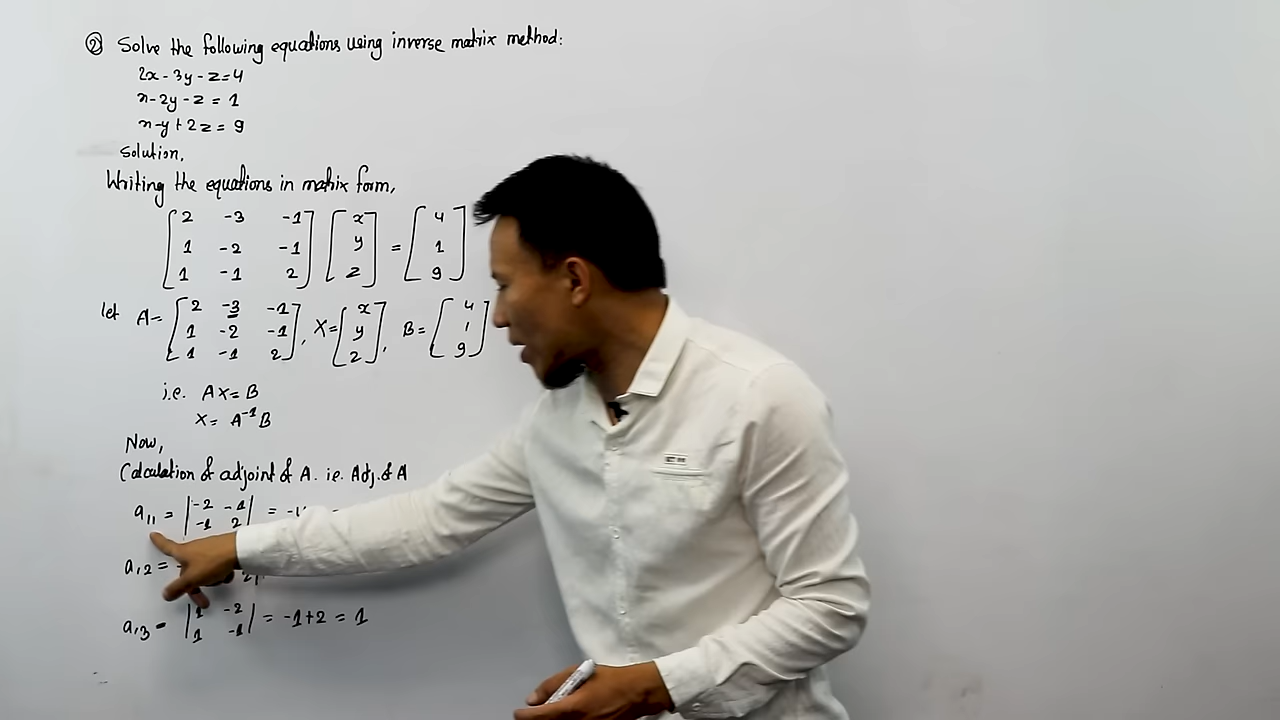 ② Solve the following equations using inverse matrix method:
2x - 3y - z = 4
x - 2y - z = 1
x - y + 2z = 9
Solution,
Writing the equations in matrix form,
[2 -3 -1] [x] [4]
[1 -2 -1] [y] = [1]
[1 -1 2] [z] [9]
let A = [2 -3 -1], X = [x], B = [4]
[1 -2 -1] [y] [1]
[1 -1 2] [z] [9]
i.e. AX = B
X = A⁻¹B
Now,
Calculation of adjoint of A. i.e. Adj. of A
a₁₁ = |-2 -1| = -4
|-1 2|
a₁₂ = -
2|
a₁₃ = |1 -2| = -1+2 = 1
|1 -1|